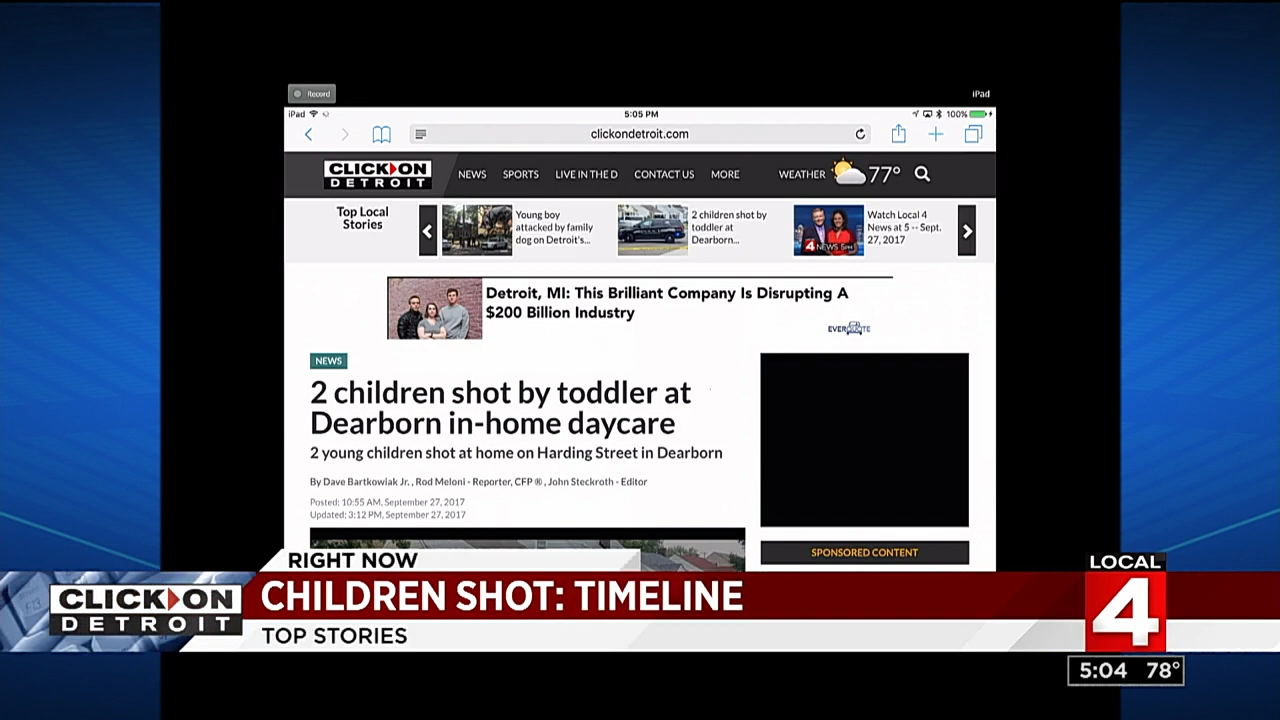 Record
iPad
iPad
5:05 PM
100%
clickondetroit.com
CLICK ON
DETROIT
NEWS
SPORTS
LIVE IN THE D
CONTACT US
MORE
WEATHER
77°
Top Local
Stories
Young boy
attacked by family
dog on Detroit's...
2 children shot by
toddler at
Dearborn...
4 NEWS 5PM
Watch Local 4
News at 5 -- Sept.
27, 2017
Detroit, MI: This Brilliant Company Is Disrupting A
$200 Billion Industry
EVERQUOTE
NEWS
2 children shot by toddler at
Dearborn in-home daycare
2 young children shot at home on Harding Street in Dearborn
By Dave Bartkowiak Jr. , Rod Meloni - Reporter, CFP ® , John Steckroth - Editor
Posted: 10:55 AM, September 27, 2017
Updated: 3:12 PM, September 27, 2017
SPONSORED CONTENT
RIGHT NOW
CHILDREN SHOT: TIMELINE
TOP STORIES
CLICK ON
DETROIT
LOCAL
4
5:04 78°